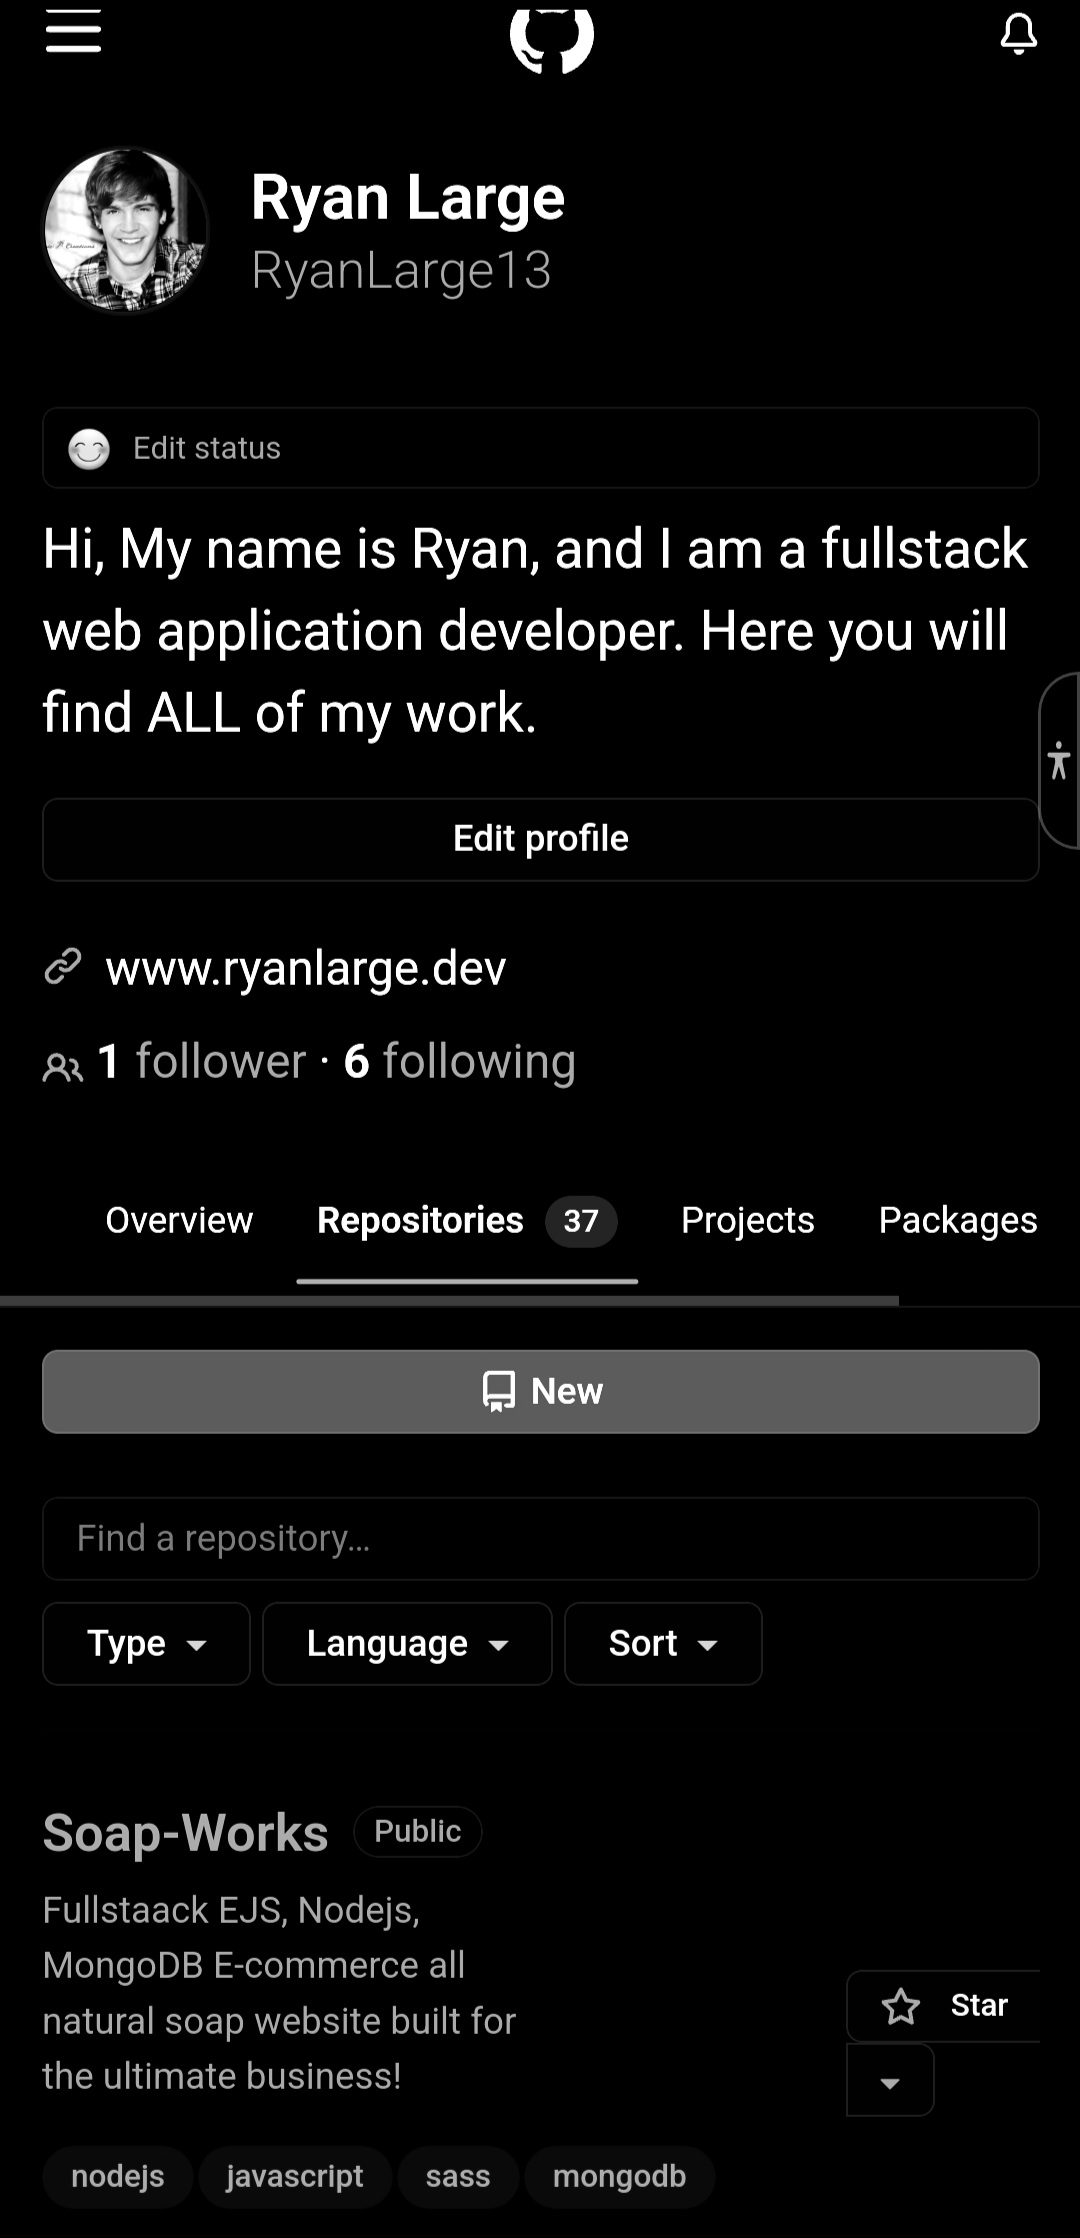 Ryan Large
RyanLarge13
Edit status
Hi, My name is Ryan, and I am a fullstack
web application developer. Here you will
find ALL of my work.
Edit profile
www.ryanlarge.dev
1 follower · 6 following
Overview Repositories 37 Projects Packages
New
Find a repository...
Type Language Sort
Soap-Works Public
Fullstaack EJS, Nodejs,
MongoDB E-commerce all
natural soap website built for
the ultimate business!
Star
nodejs javascript sass mongodb